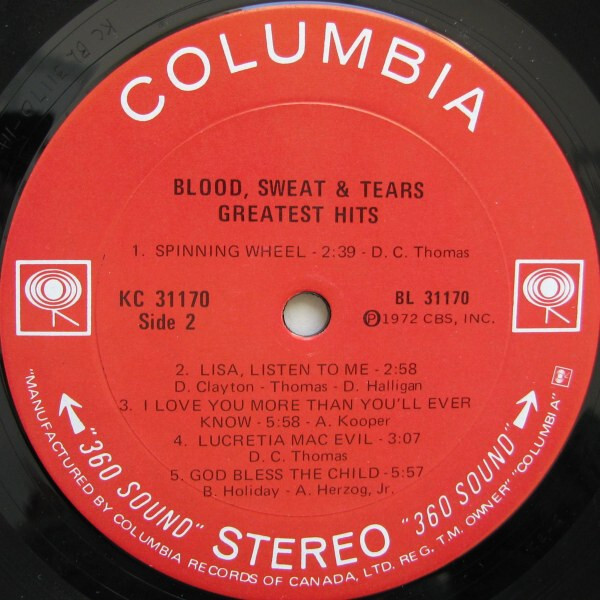 COLUMBIA
BLOOD, SWEAT & TEARS
GREATEST HITS
1. SPINNING WHEEL - 2:39 - D. C. Thomas
KC 31170
Side 2
BL 31170
Ⓟ1972 CBS, INC.
2. LISA, LISTEN TO ME - 2:58
D. Clayton - Thomas - D. Halligan
3. I LOVE YOU MORE THAN YOU'LL EVER
KNOW - 5:58 - A. Kooper
4. LUCRETIA MAC EVIL - 3:07
D. C. Thomas
5. GOD BLESS THE CHILD - 5:57
B. Holiday - A. Herzog, Jr.
"360 SOUND" STEREO "360 SOUND"
"MANUFACTURED BY COLUMBIA RECORDS OF CANADA, LTD. REG. T.M. OWNER" "COLUMBIA"